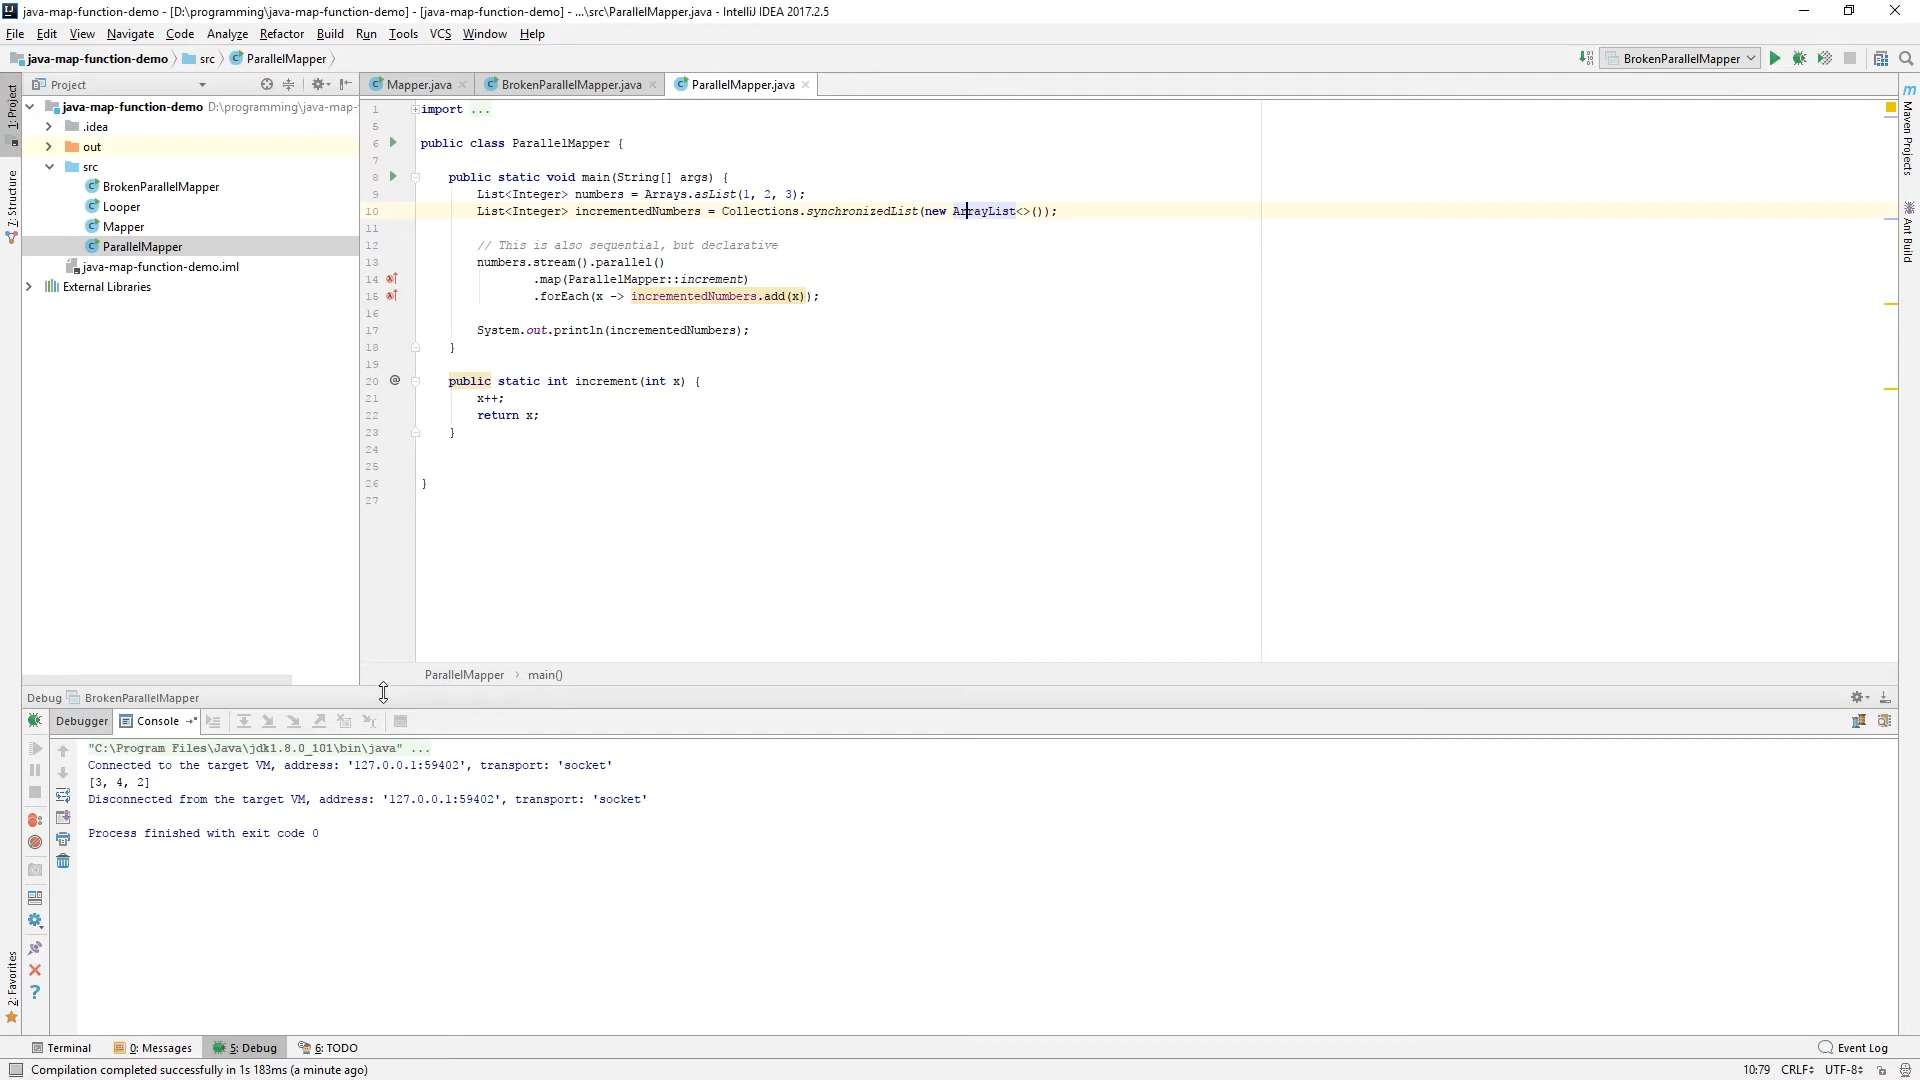 java-map-function-demo - [D:\programming\java-map-function-demo] - [java-map-function-demo] - ...\src\ParallelMapper.java - IntelliJ IDEA 2017.2.5
File Edit View Navigate Code Analyze Refactor Build Run Tools VCS Window Help
java-map-function-demo src ParallelMapper BrokenParallelMapper
Project
Mapper.java BrokenParallelMapper.java ParallelMapper.java
java-map-function-demo D:\programming\java-map-
.idea
out
src
BrokenParallelMapper
Looper
Mapper
ParallelMapper
java-map-function-demo.iml
External Libraries
1: Project
7: Structure
2: Favorites
1 import ...
5
6 public class ParallelMapper {
7
8 public static void main(String[] args) {
9 List<Integer> numbers = Arrays.asList(1, 2, 3);
10 List<Integer> incrementedNumbers = Collections.synchronizedList(new ArrayList<>());
11
12 // This is also sequential, but declarative
13 numbers.stream().parallel()
14 .map(ParallelMapper::increment)
15 .forEach(x -> incrementedNumbers.add(x));
16
17 System.out.println(incrementedNumbers);
18 }
19
20 @ public static int increment(int x) {
21 x++;
22 return x;
23 }
24
25
26 }
27
Maven Projects
Ant Build
ParallelMapper main()
Debug BrokenParallelMapper
Debugger Console
"C:\Program Files\Java\jdk1.8.0_101\bin\java" ...
Connected to the target VM, address: '127.0.0.1:59402', transport: 'socket'
[3, 4, 2]
Disconnected from the target VM, address: '127.0.0.1:59402', transport: 'socket'
Process finished with exit code 0
Terminal 0: Messages 5: Debug 6: TODO Event Log
Compilation completed successfully in 1s 183ms (a minute ago) 10:79 CRLF UTF-8